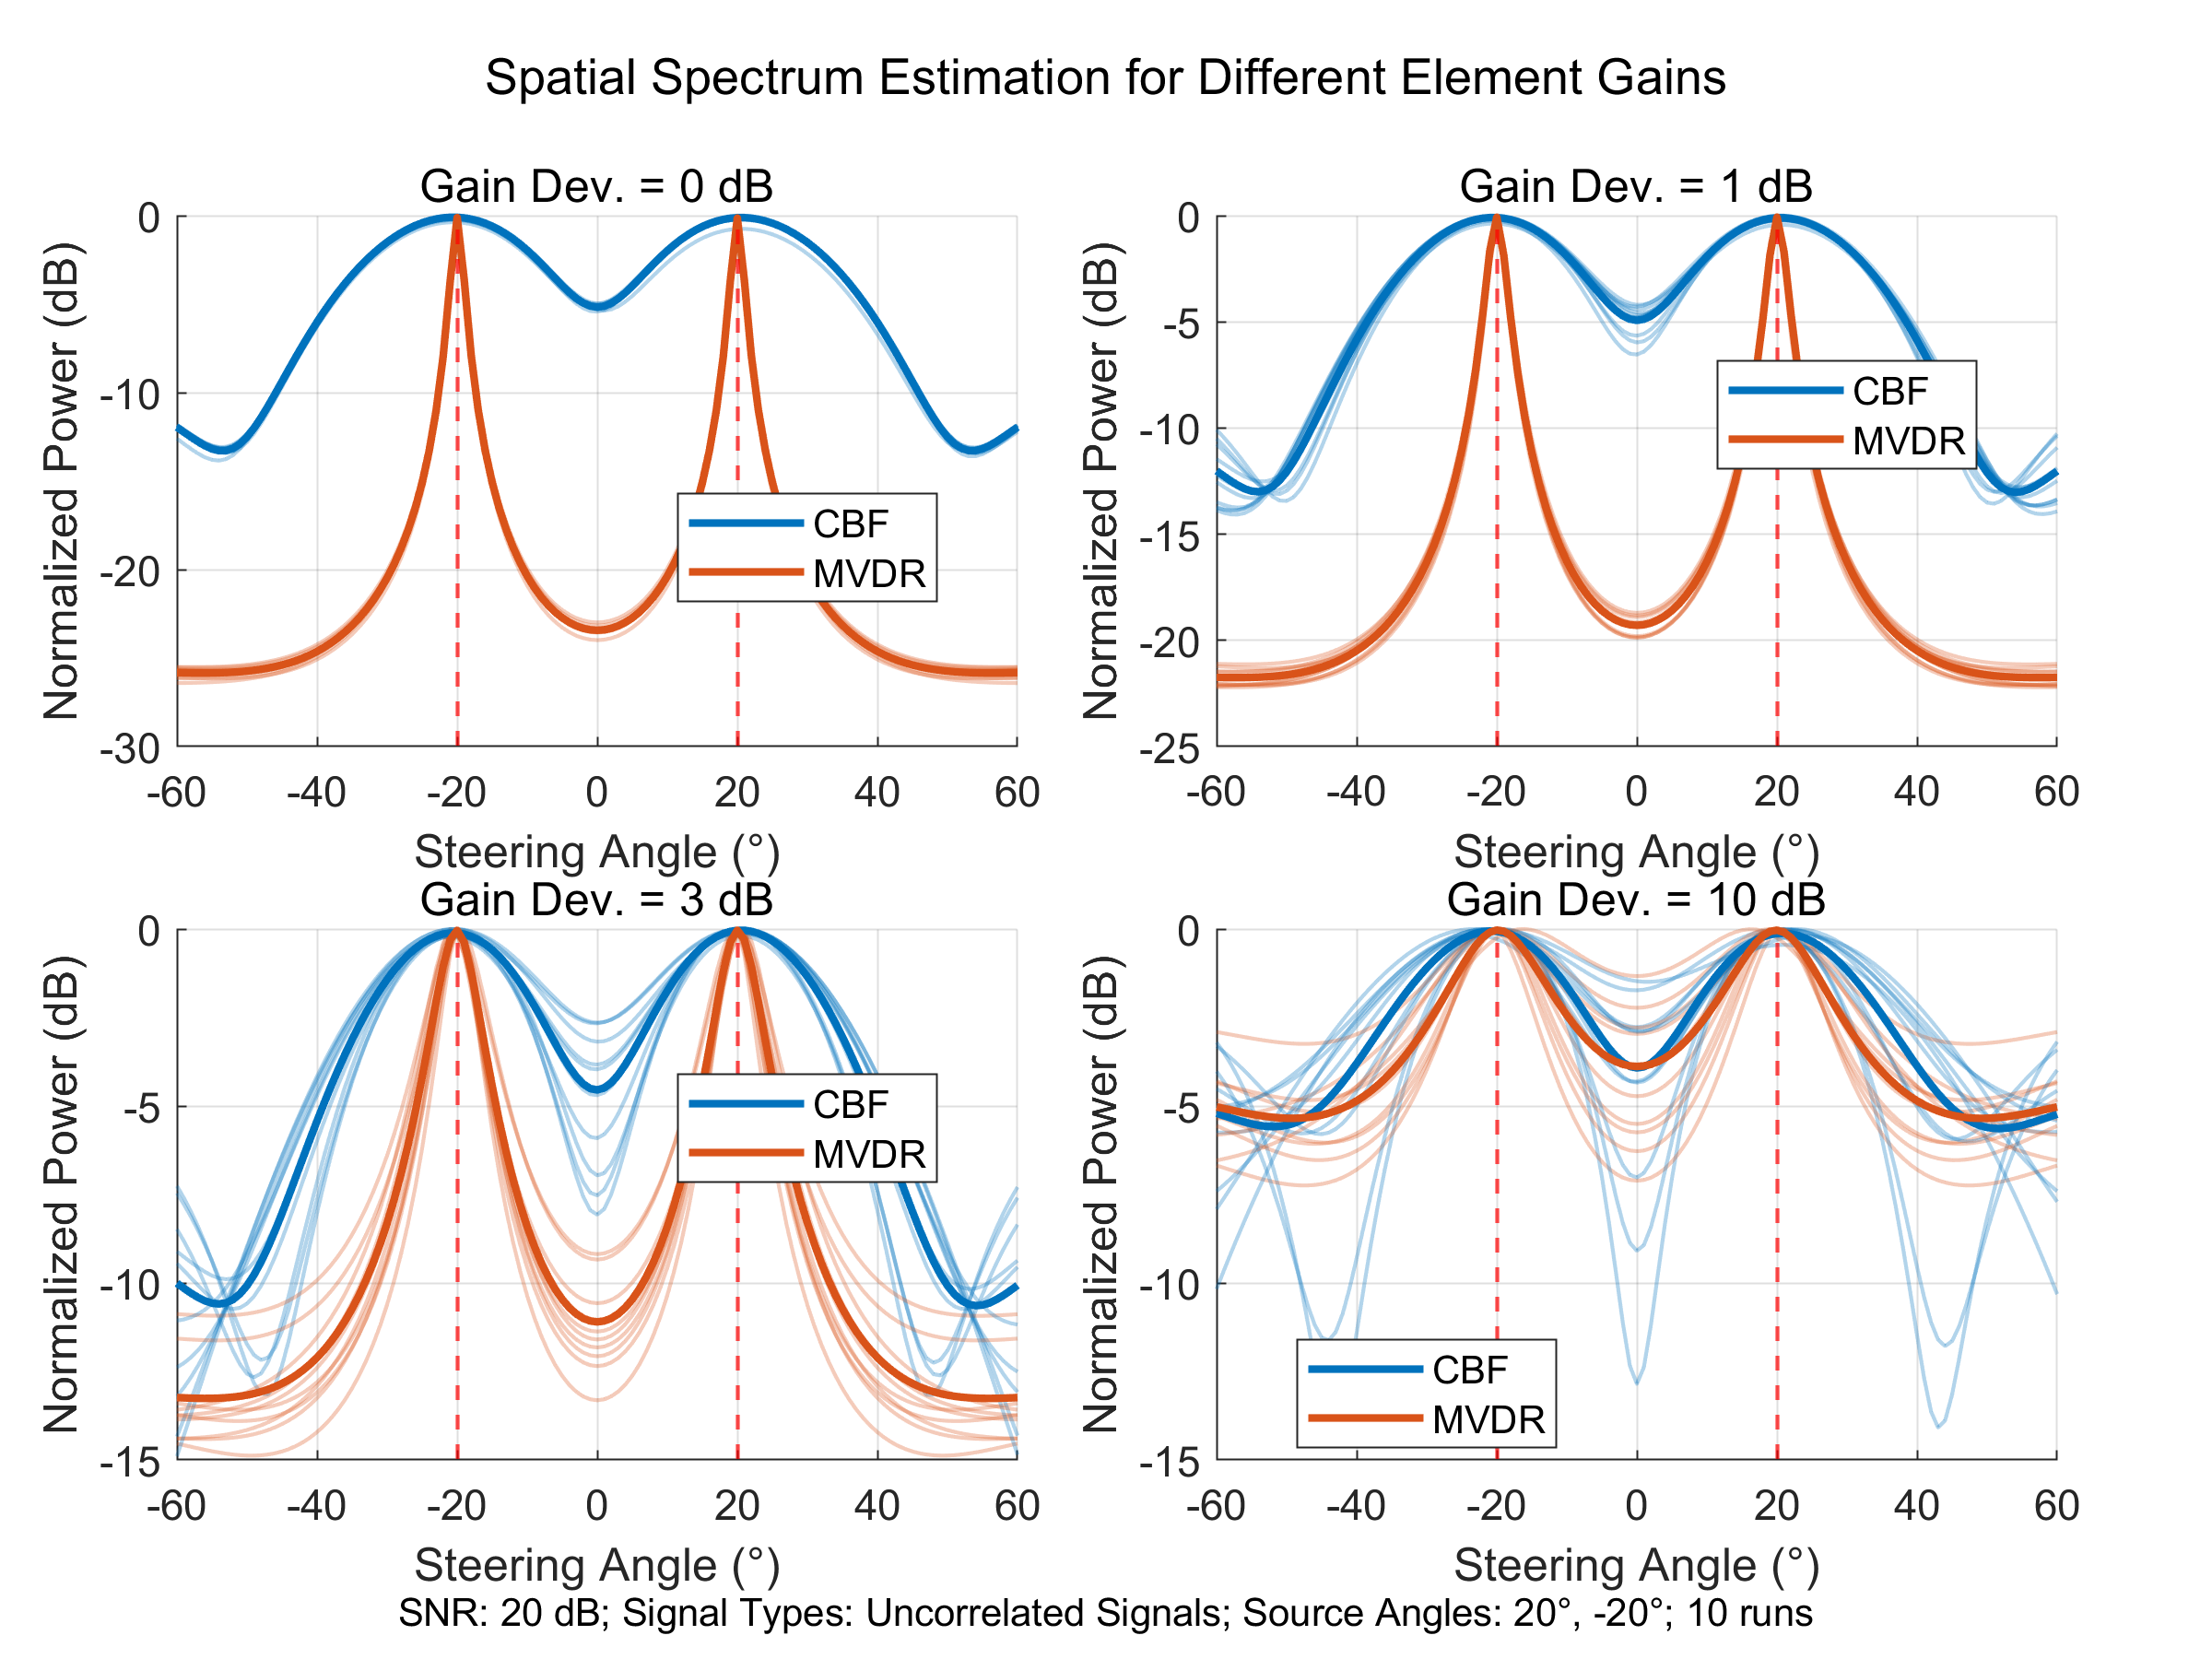 Spatial Spectrum Estimation for Different Element Gains
Gain Dev. = 0 dB
Normalized Power (dB)
0
-10
-20
-30
-60 -40 -20 0 20 40 60
Steering Angle (°)
CBF
MVDR
Gain Dev. = 1 dB
Normalized Power (dB)
0
-5
-10
-15
-20
-25
-60 -40 -20 0 20 40 60
Steering Angle (°)
CBF
MVDR
Gain Dev. = 3 dB
Normalized Power (dB)
0
-5
-10
-15
-60 -40 -20 0 20 40 60
Steering Angle (°)
CBF
MVDR
Gain Dev. = 10 dB
Normalized Power (dB)
0
-5
-10
-15
-60 -40 -20 0 20 40 60
Steering Angle (°)
CBF
MVDR
SNR: 20 dB; Signal Types: Uncorrelated Signals; Source Angles: 20°, -20°; 10 runs